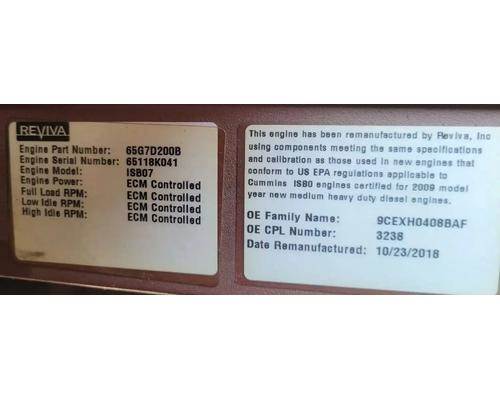 REVIVA
Engine Part Number: 65G7D200B
Engine Serial Number: 65118K041
Engine Model: ISB07
Engine Power: ECM Controlled
Full Load RPM: ECM Controlled
Low Idle RPM: ECM Controlled
High Idle RPM: ECM Controlled
This engine has been remanufactured by Reviva, Inc
using components meeting the same specifications
and calibration as those used in new engines that
conform to US EPA regulations applicable to
Cummins ISB0 engines certified for 2009 model
year new medium heavy duty diesel engines.
OE Family Name: 9CEXH0408BAF
OE CPL Number: 3238
Date Remanufactured: 10/23/2018